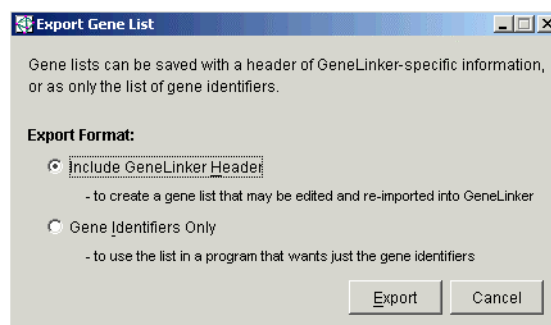 Export Gene List
Gene lists can be saved with a header of GeneLinker-specific information,
or as only the list of gene identifiers.
Export Format:
Include GeneLinker Header
- to create a gene list that may be edited and re-imported into GeneLinker
Gene Identifiers Only
- to use the list in a program that wants just the gene identifiers
Export Cancel